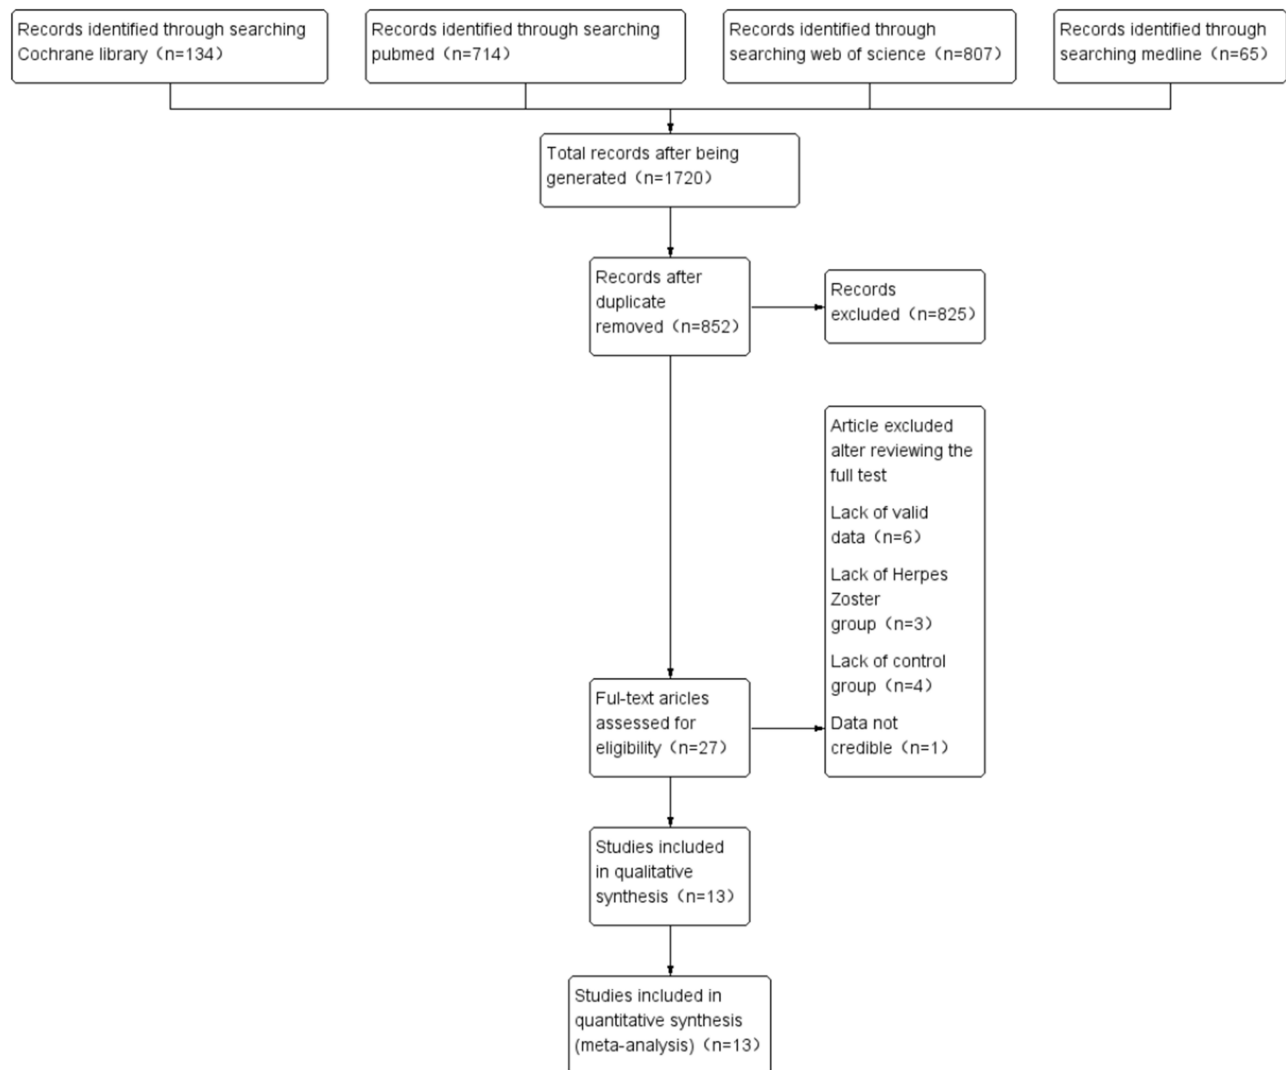 Records identified through searching
Cochrane library（n=134）
Records identified through searching
pubmed（n=714）
Records identified through
searching web of science（n=807）
Records identified through
searching medline（n=65）
Total records after being
generated（n=1720）
Records after
duplicate
removed（n=852）
Records
excluded（n=825）
Article excluded
alter reviewing the
full test
Lack of valid
data（n=6）
Lack of Herpes
Zoster
group（n=3）
Lack of control
group（n=4）
Data not
credible（n=1）
Ful-text aricles
assessed for
eligibility（n=27）
Studies included
in qualitative
synthesis（n=13）
Studies included in
quantitative synthesis
(meta-analysis)（n=13）